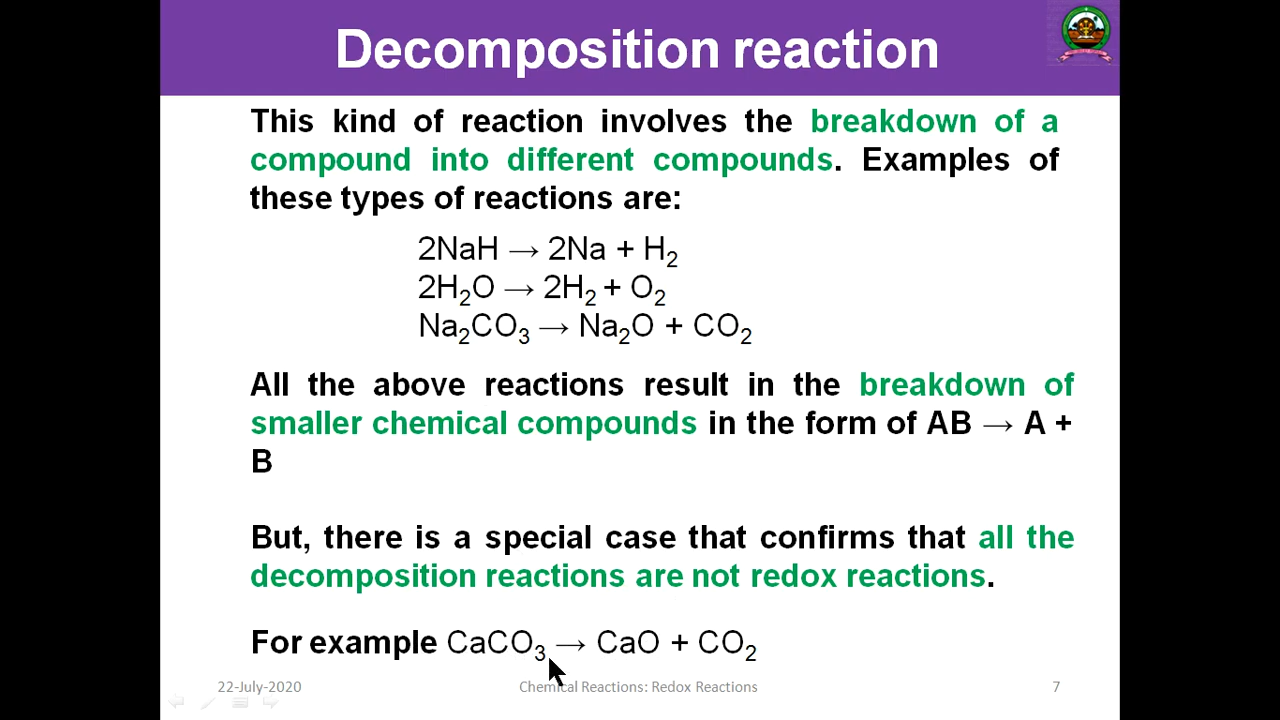 Decomposition reaction
This kind of reaction involves the breakdown of a
compound into different compounds. Examples of
these types of reactions are:
2NaH → 2Na + H₂
2H₂O → 2H₂ + O₂
Na₂CO₃ → Na₂O + CO₂
All the above reactions result in the breakdown of
smaller chemical compounds in the form of AB → A +
B
But, there is a special case that confirms that all the
decomposition reactions are not redox reactions.
For example CaCO₃ → CaO + CO₂
22-July-2020 Chemical Reactions: Redox Reactions 7